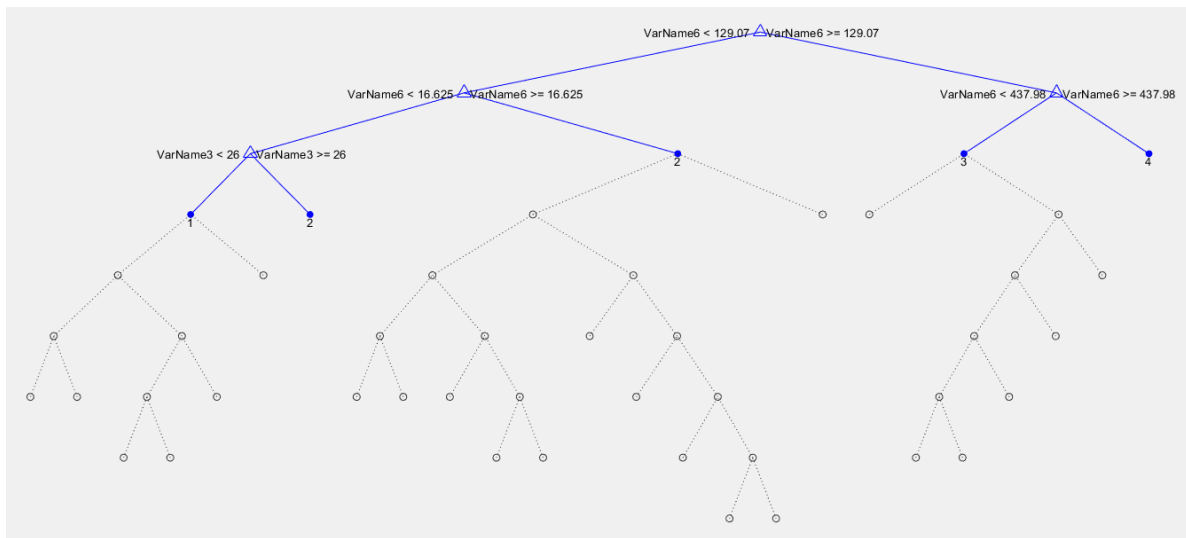 VarName6 < 129.07 VarName6 >= 129.07
VarName6 < 16.625 VarName6 >= 16.625
VarName6 < 437.98 VarName6 >= 437.98
VarName3 < 26 VarName3 >= 26
2
3
4
1
2